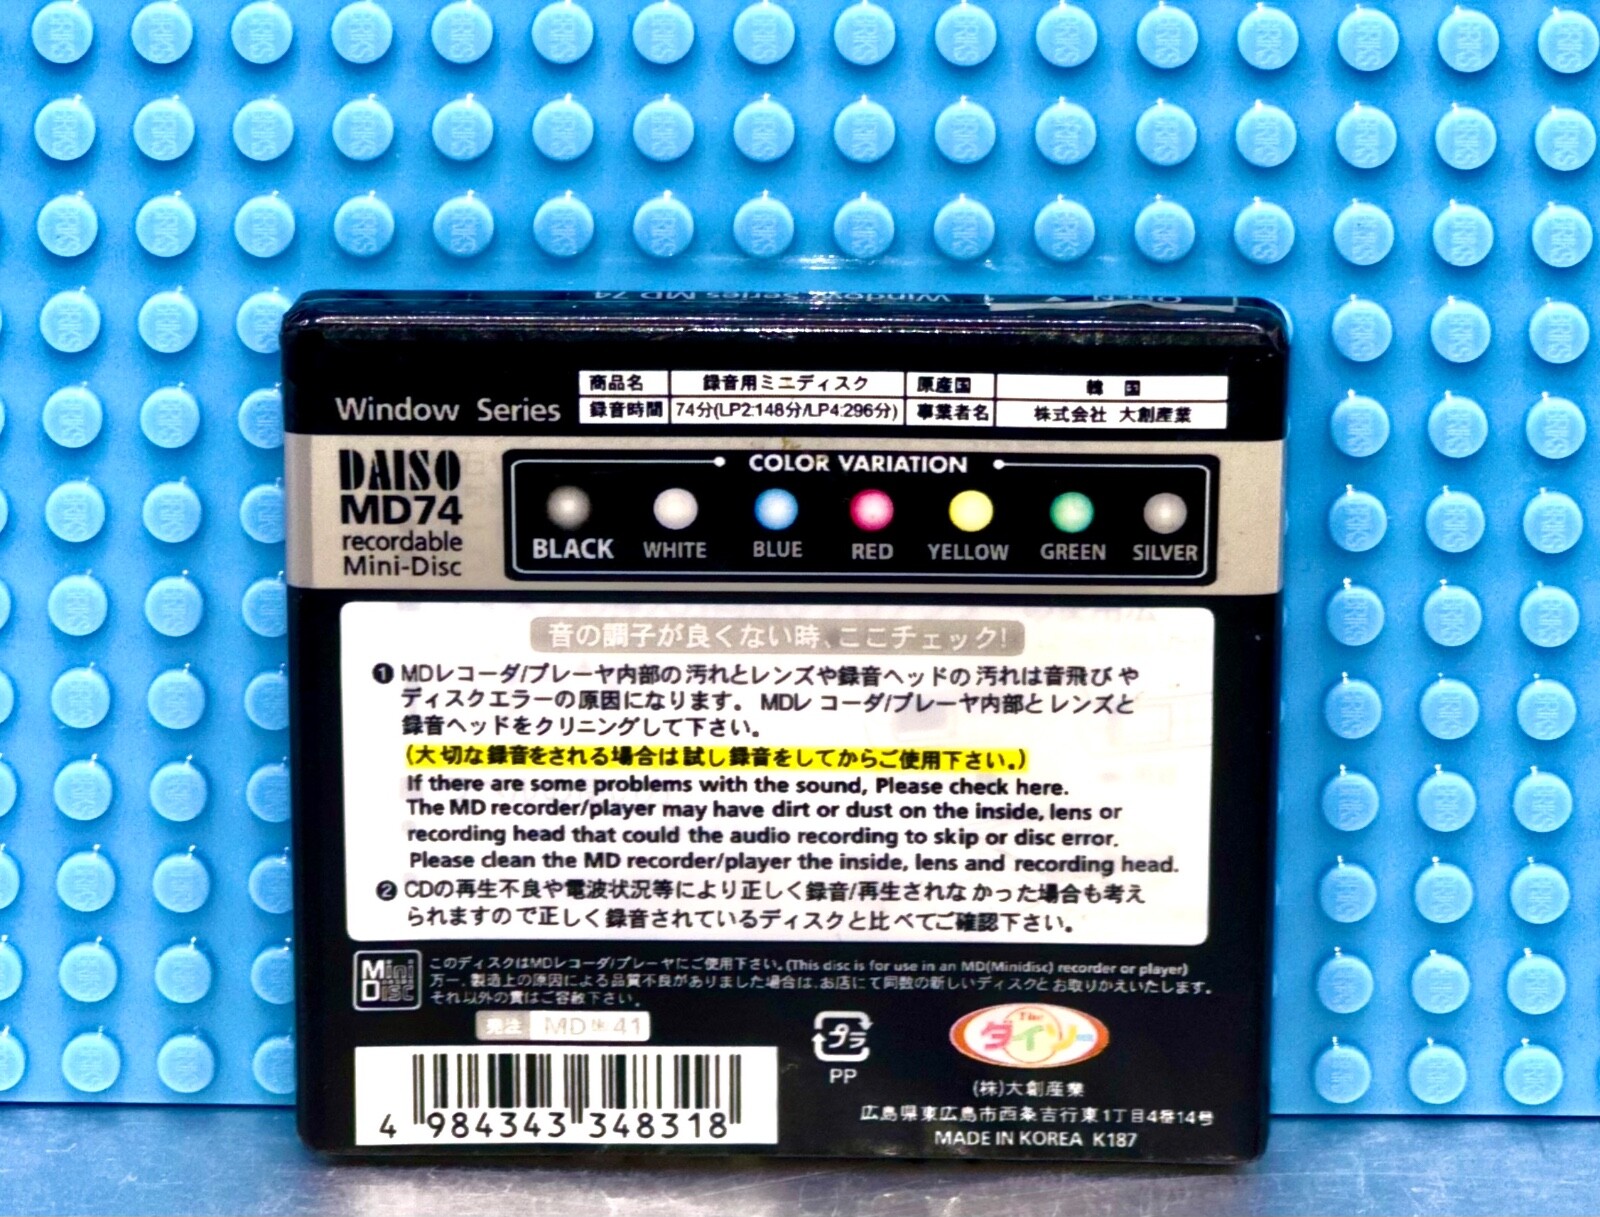 Window Series MD 74
Window Series
商品名 録音用ミニディスク 原産国 韓 国
録音時間 74分(LP2:148分/LP4:296分) 事業者名 株式会社 大創産業
DAISO
MD74
recordable
Mini-Disc
COLOR VARIATION
BLACK WHITE BLUE RED YELLOW GREEN SILVER
音の調子が良くない時、ここチェック!
❶ MDレコーダ/プレーヤ内部の汚れとレンズや録音ヘッドの汚れは音飛びや
ディスクエラーの原因になります。MDレコーダ/プレーヤ内部とレンズと
録音ヘッドをクリニングして下さい。
(大切な録音をされる場合は試し録音をしてからご使用下さい。)
If there are some problems with the sound, Please check here.
The MD recorder/player may have dirt or dust on the inside, lens or
recording head that could the audio recording to skip or disc error.
Please clean the MD recorder/player the inside, lens and recording head.
❷ CDの再生不良や電波状況等により正しく録音/再生されなかった場合も考え
られますので正しく録音されているディスクと比べてご確認下さい。
Mini Disc
このディスクはMDレコーダ/プレーヤにご使用下さい。(This disc is for use in an MD(Minidisc) recorder or player)
万一、製造上の原因による品質不良がありました場合は、お店にて同数の新しいディスクとお取りかえいたします。
それ以外の責はご容赦下さい。
発注 MD 41
プラ
PP
The
ダイソー
(株)大創産業
広島県東広島市西条吉行東1丁目4番14号
MADE IN KOREA K187
4 984343 348318